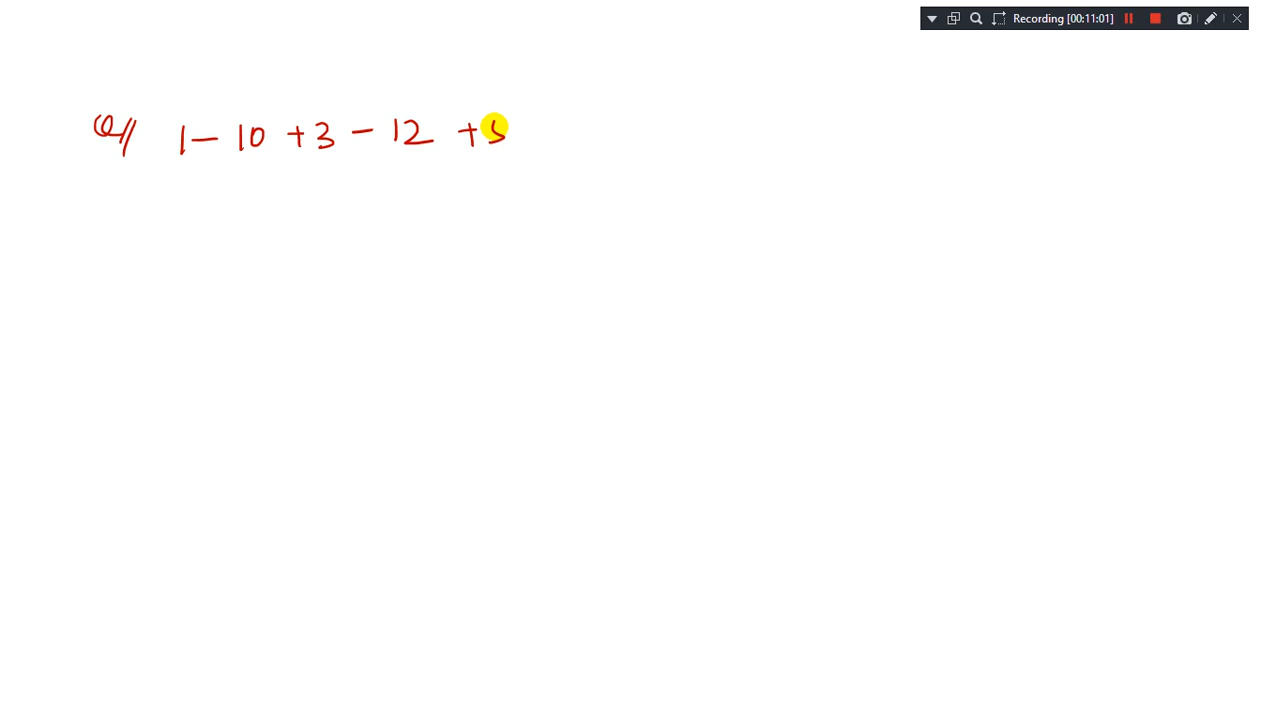 Recording [00:11:01]
Q// 1 - 10 + 3 - 12 + 5